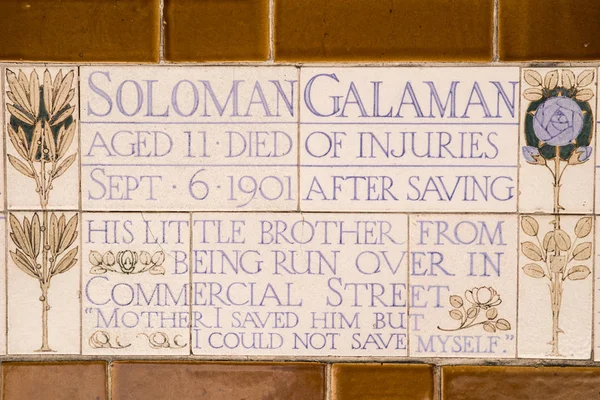 SOLOMAN GALAMAN
AGED 11 · DIED OF INJURIES
SEPT · 6 · 1901 AFTER SAVING
HIS LITTLE BROTHER FROM
BEING RUN OVER IN
COMMERCIAL STREET
"MOTHER I SAVED HIM BUT
I COULD NOT SAVE MYSELF."